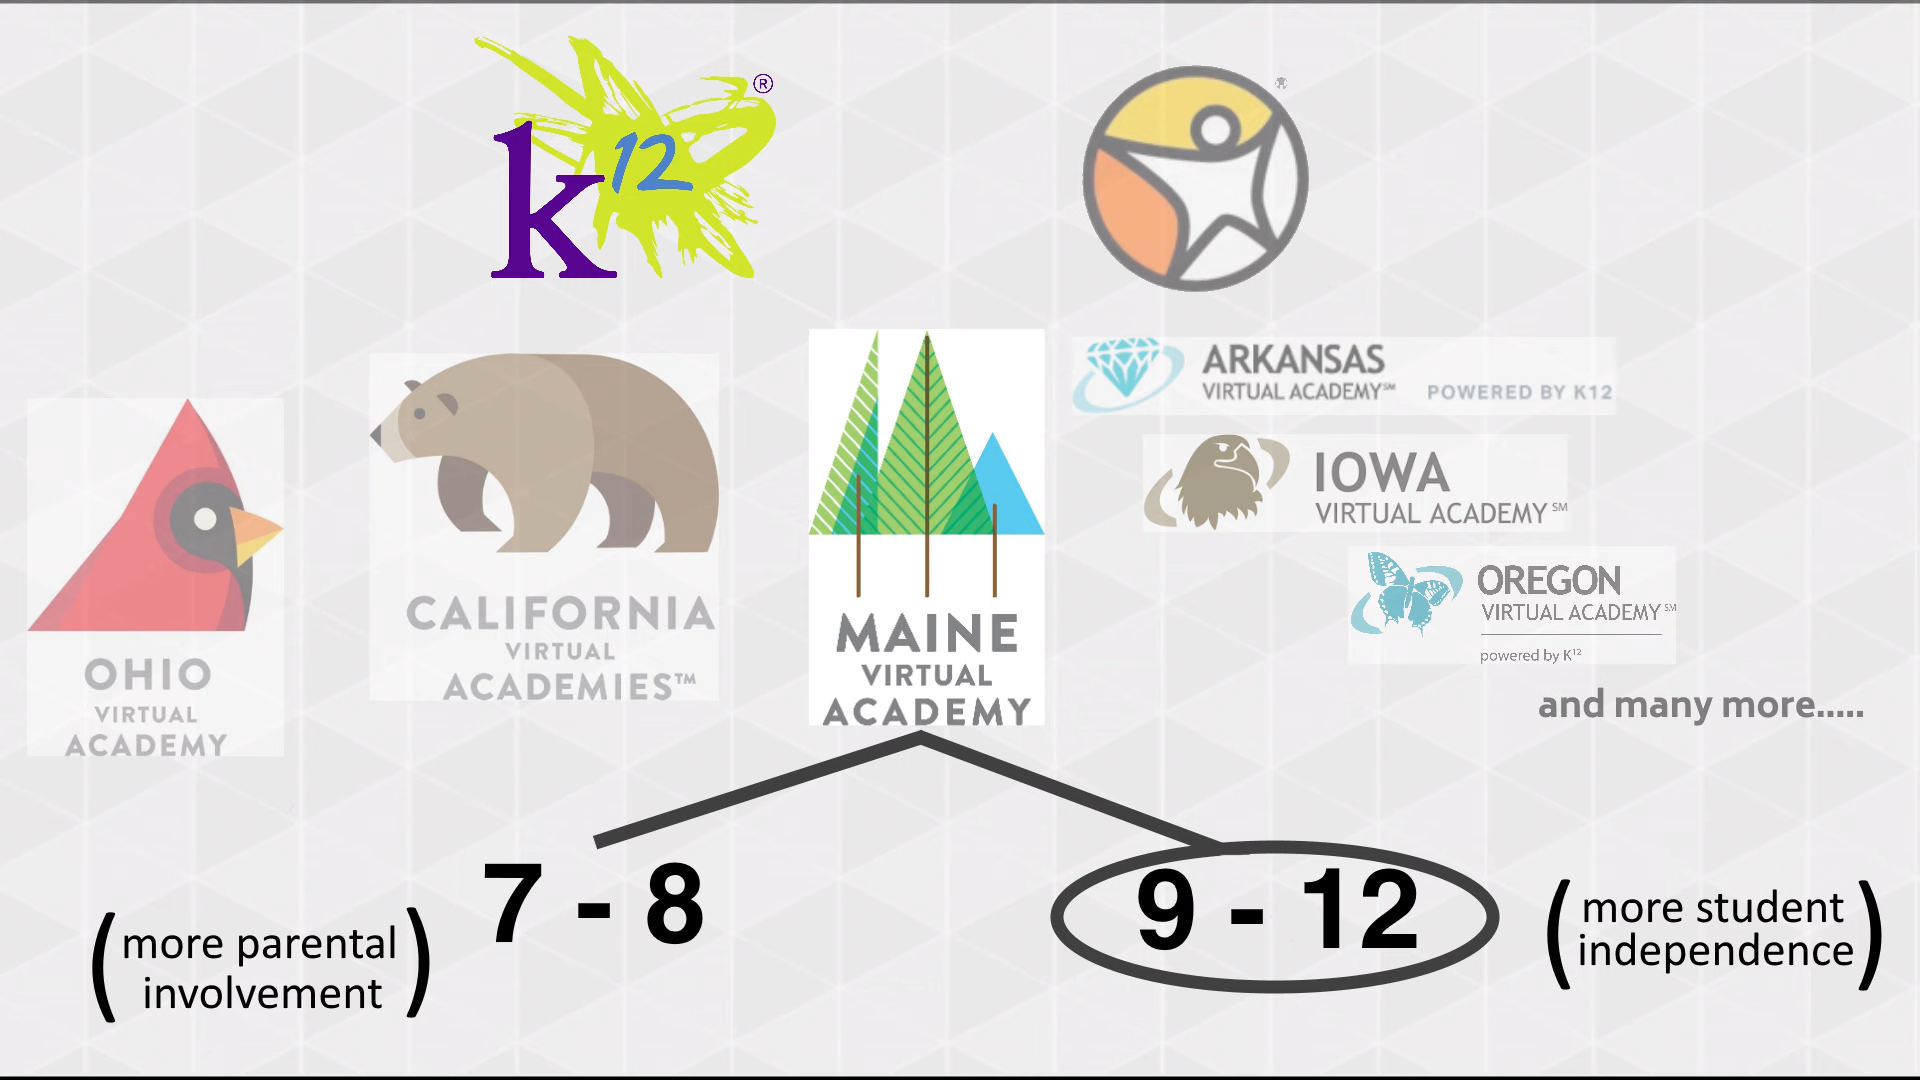 k12®
OHIO
VIRTUAL
ACADEMY
CALIFORNIA
VIRTUAL
ACADEMIES™
MAINE
VIRTUAL
ACADEMY
ARKANSAS
VIRTUAL ACADEMY℠ POWERED BY K12
IOWA
VIRTUAL ACADEMY℠
OREGON
VIRTUAL ACADEMY℠
powered by K¹²
and many more.....
7 - 8
(more parental
involvement)
9 - 12
(more student
independence)